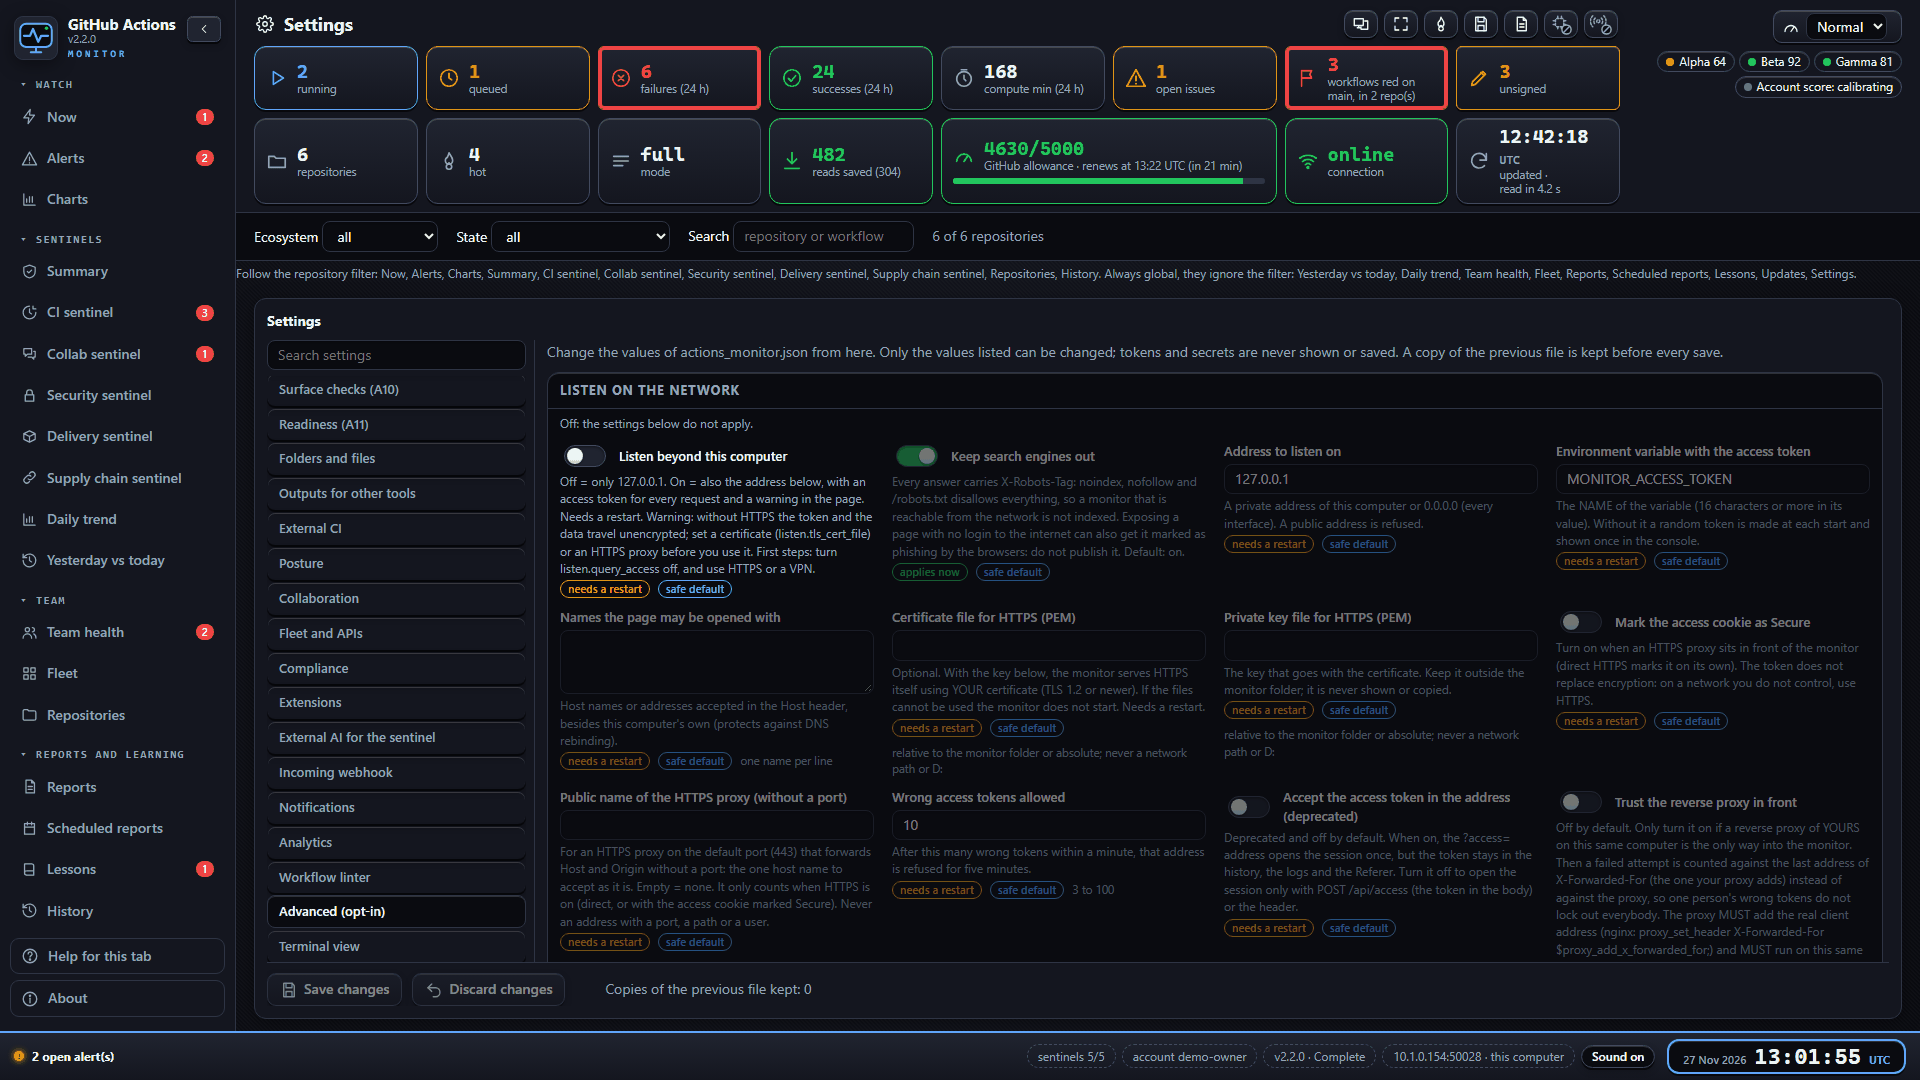 GitHub Actions
v2.2.0
MONITOR
WATCH
Now 1
Alerts 2
Charts
SENTINELS
Summary
CI sentinel 3
Collab sentinel 1
Security sentinel
Delivery sentinel
Supply chain sentinel
Daily trend
Yesterday vs today
TEAM
Team health 2
Fleet
Repositories
REPORTS AND LEARNING
Reports
Scheduled reports
Lessons 1
History
Help for this tab
About
Settings
Normal
Alpha 64
Beta 92
Gamma 81
Account score: calibrating
2
running
1
queued
6
failures (24 h)
24
successes (24 h)
168
compute min (24 h)
1
open issues
3
workflows red on
main, in 2 repo(s)
3
unsigned
6
repositories
4
hot
full
mode
482
reads saved (304)
4630/5000
GitHub allowance · renews at 13:22 UTC (in 21 min)
online
connection
12:42:18
UTC
updated ·
read in 4.2 s
Ecosystem all State all Search repository or workflow 6 of 6 repositories
Follow the repository filter: Now, Alerts, Charts, Summary, CI sentinel, Collab sentinel, Security sentinel, Delivery sentinel, Supply chain sentinel, Repositories, History. Always global, they ignore the filter: Yesterday vs today, Daily trend, Team health, Fleet, Reports, Scheduled reports, Lessons, Updates, Settings.
Settings
Search settings
Surface checks (A10)
Readiness (A11)
Folders and files
Outputs for other tools
External CI
Posture
Collaboration
Fleet and APIs
Compliance
Extensions
External AI for the sentinel
Incoming webhook
Notifications
Analytics
Workflow linter
Advanced (opt-in)
Terminal view
Change the values of actions_monitor.json from here. Only the values listed can be changed; tokens and secrets are never shown or saved. A copy of the previous file is kept before every save.
LISTEN ON THE NETWORK
Off: the settings below do not apply.
Listen beyond this computer
Off = only 127.0.0.1. On = also the address below, with an
access token for every request and a warning in the page.
Needs a restart. Warning: without HTTPS the token and the
data travel unencrypted; set a certificate (listen.tls_cert_file)
or an HTTPS proxy before you use it. First steps: turn
listen.query_access off, and use HTTPS or a VPN.
needs a restart safe default
Keep search engines out
Every answer carries X-Robots-Tag: noindex, nofollow and
/robots.txt disallows everything, so a monitor that is
reachable from the network is not indexed. Exposing a
page with no login to the internet can also get it marked as
phishing by the browsers: do not publish it. Default: on.
applies now safe default
Address to listen on
127.0.0.1
A private address of this computer or 0.0.0.0 (every
interface). A public address is refused.
needs a restart safe default
Environment variable with the access token
MONITOR_ACCESS_TOKEN
The NAME of the variable (16 characters or more in its
value). Without it a random token is made at each start and
shown once in the console.
needs a restart safe default
Names the page may be opened with
Host names or addresses accepted in the Host header,
besides this computer's own (protects against DNS
rebinding).
needs a restart safe default one name per line
Certificate file for HTTPS (PEM)
Optional. With the key below, the monitor serves HTTPS
itself using YOUR certificate (TLS 1.2 or newer). If the files
cannot be used the monitor does not start. Needs a restart.
needs a restart safe default
relative to the monitor folder or absolute; never a network
path or D:
Private key file for HTTPS (PEM)
The key that goes with the certificate. Keep it outside the
monitor folder; it is never shown or copied.
needs a restart safe default
relative to the monitor folder or absolute; never a network
path or D:
Mark the access cookie as Secure
Turn on when an HTTPS proxy sits in front of the monitor
(direct HTTPS marks it on its own). The token does not
replace encryption: on a network you do not control, use
HTTPS.
needs a restart safe default
Public name of the HTTPS proxy (without a port)
For an HTTPS proxy on the default port (443) that forwards
Host and Origin without a port: the one host name to
accept as it is. Empty = none. It only counts when HTTPS is
on (direct, or with the access cookie marked Secure). Never
an address with a port, a path or a user.
needs a restart safe default
Wrong access tokens allowed
10
After this many wrong tokens within a minute, that address
is refused for five minutes.
needs a restart safe default 3 to 100
Accept the access token in the address
(deprecated)
Deprecated and off by default. When on, the ?access=
address opens the session once, but the token stays in the
history, the logs and the Referer. Turn it off to open the
session only with POST /api/access (the token in the body)
or the header.
needs a restart safe default
Trust the reverse proxy in front
Off by default. Only turn it on if a reverse proxy of YOURS
on this same computer is the only way into the monitor.
Then a failed attempt is counted against the last address of
X-Forwarded-For (the one your proxy adds) instead of
against the proxy, so one person's wrong tokens do not
lock out everybody. The proxy MUST add the real client
address (nginx: proxy_set_header X-Forwarded-For
$proxy_add_x_forwarded_for;) and MUST run on this same
Save changes
Discard changes
Copies of the previous file kept: 0
2 open alert(s)
sentinels 5/5
account demo-owner
v2.2.0 · Complete
10.1.0.154:50028 · this computer
Sound on
27 Nov 2026 13:01:55 UTC